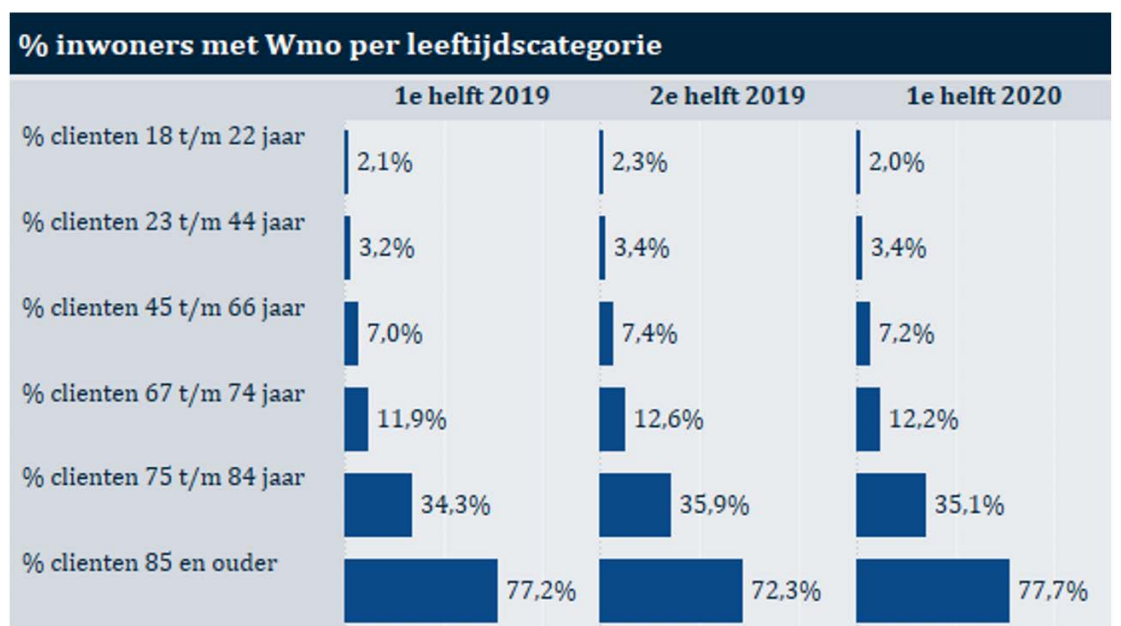 % inwoners met Wmo per leeftijdscategorie
1e helft 2019 2e helft 2019 1e helft 2020
% clienten 18 t/m 22 jaar 2,1% 2,3% 2,0%
% clienten 23 t/m 44 jaar 3,2% 3,4% 3,4%
% clienten 45 t/m 66 jaar 7,0% 7,4% 7,2%
% clienten 67 t/m 74 jaar 11,9% 12,6% 12,2%
% clienten 75 t/m 84 jaar 34,3% 35,9% 35,1%
% clienten 85 en ouder 77,2% 72,3% 77,7%